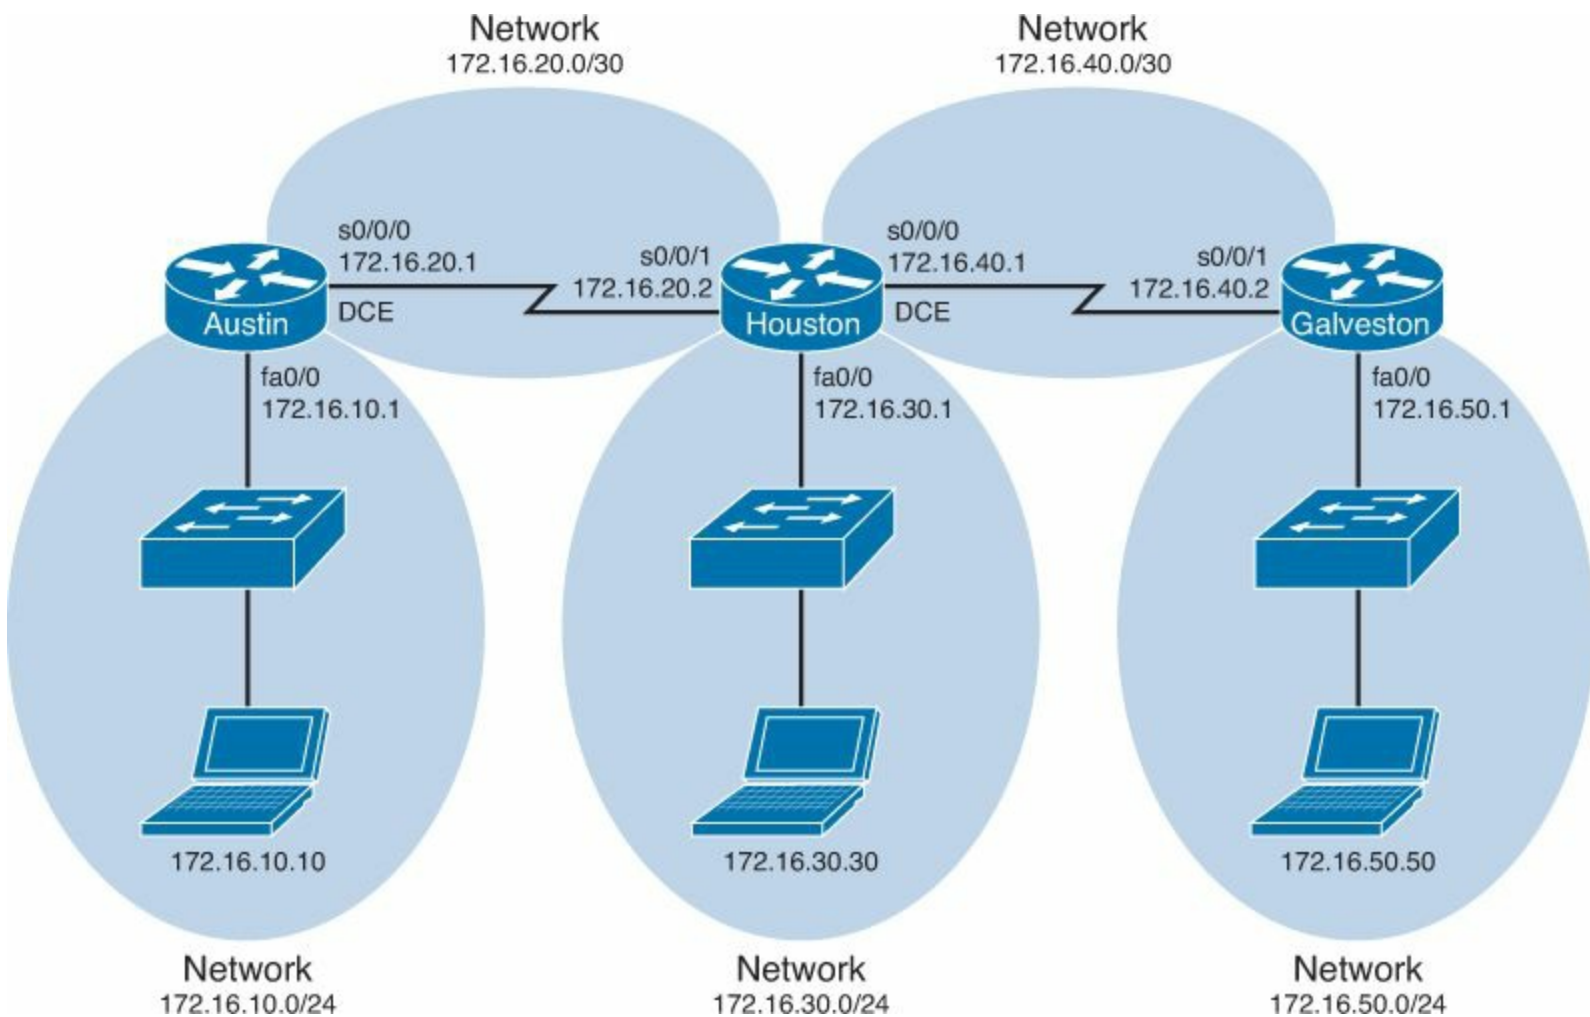 Network
172.16.20.0/30
Network
172.16.40.0/30
s0/0/0
172.16.20.1
DCE
s0/0/1
172.16.20.2
s0/0/0
172.16.40.1
DCE
s0/0/1
172.16.40.2
Austin
Houston
Galveston
fa0/0
172.16.10.1
fa0/0
172.16.30.1
fa0/0
172.16.50.1
172.16.10.10
172.16.30.30
172.16.50.50
Network
172.16.10.0/24
Network
172.16.30.0/24
Network
172.16.50.0/24